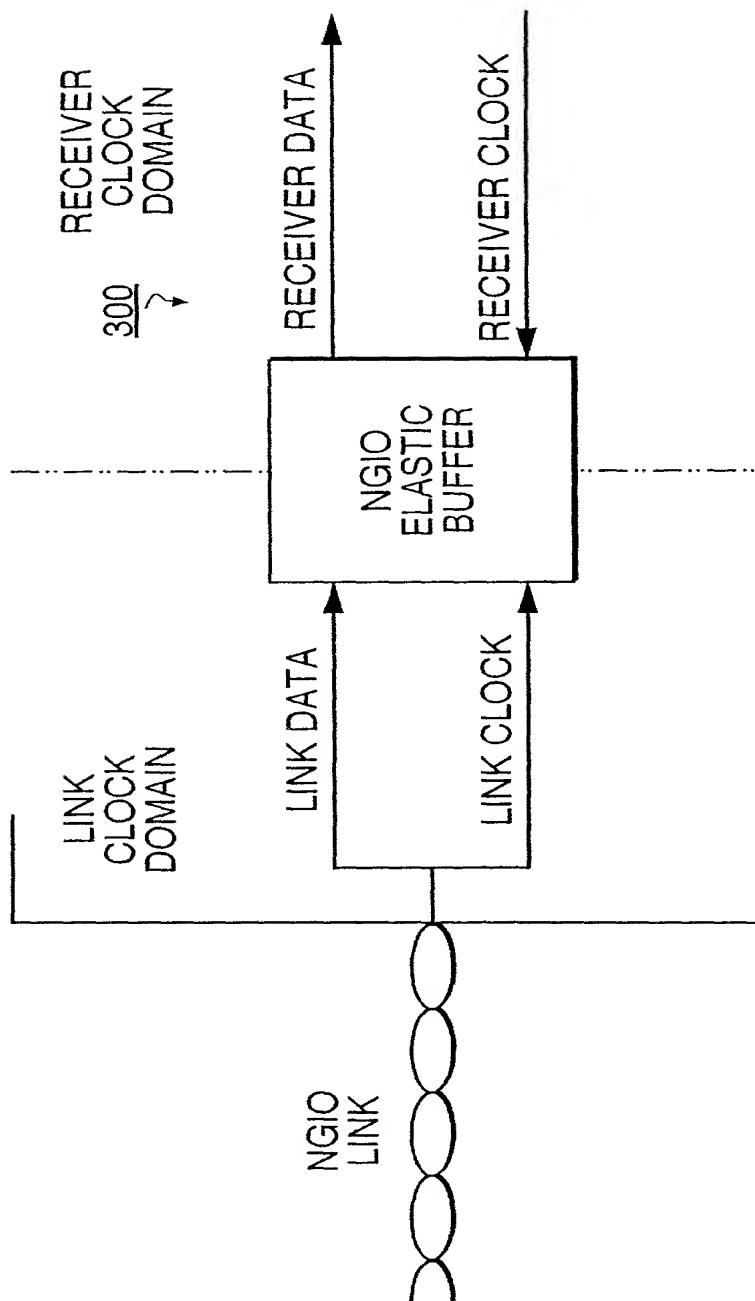 NGIO
LINK
LINK
CLOCK
DOMAIN
LINK DATA
LINK CLOCK
NGIO
ELASTIC
BUFFER
300
RECEIVER
CLOCK
DOMAIN
RECEIVER DATA
RECEIVER CLOCK